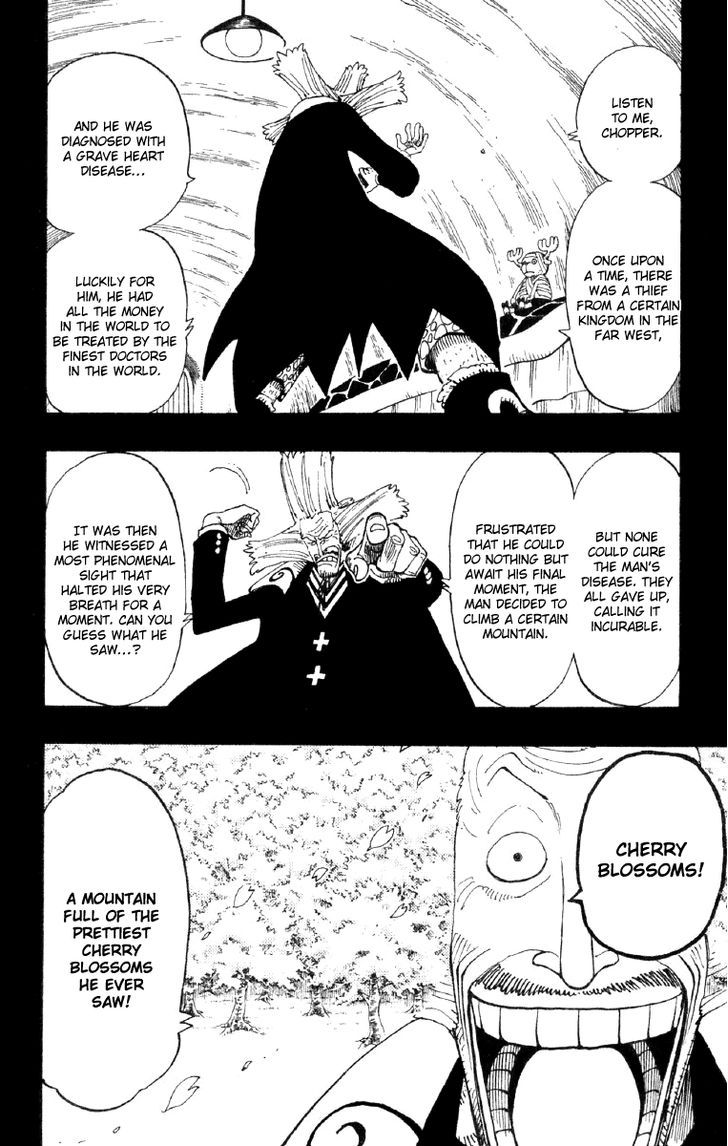 LISTEN
TO ME,
CHOPPER.
ONCE UPON
A TIME, THERE
WAS A THIEF
FROM A CERTAIN
KINGDOM IN THE
FAR WEST,
AND HE WAS
DIAGNOSED WITH
A GRAVE HEART
DISEASE...
LUCKILY FOR
HIM, HE HAD
ALL THE MONEY
IN THE WORLD TO
BE TREATED BY THE
FINEST DOCTORS
IN THE WORLD.
BUT NONE
COULD CURE
THE MAN'S
DISEASE. THEY
ALL GAVE UP,
CALLING IT
INCURABLE.
FRUSTRATED
THAT HE COULD
DO NOTHING BUT
AWAIT HIS FINAL
MOMENT, THE
MAN DECIDED TO
CLIMB A CERTAIN
MOUNTAIN.
IT WAS THEN
HE WITNESSED A
MOST PHENOMENAL
SIGHT THAT
HALTED HIS VERY
BREATH FOR A
MOMENT. CAN YOU
GUESS WHAT HE
SAW...?
CHERRY
BLOSSOMS!
A MOUNTAIN
FULL OF THE
PRETTIEST
CHERRY
BLOSSOMS
HE EVER
SAW!